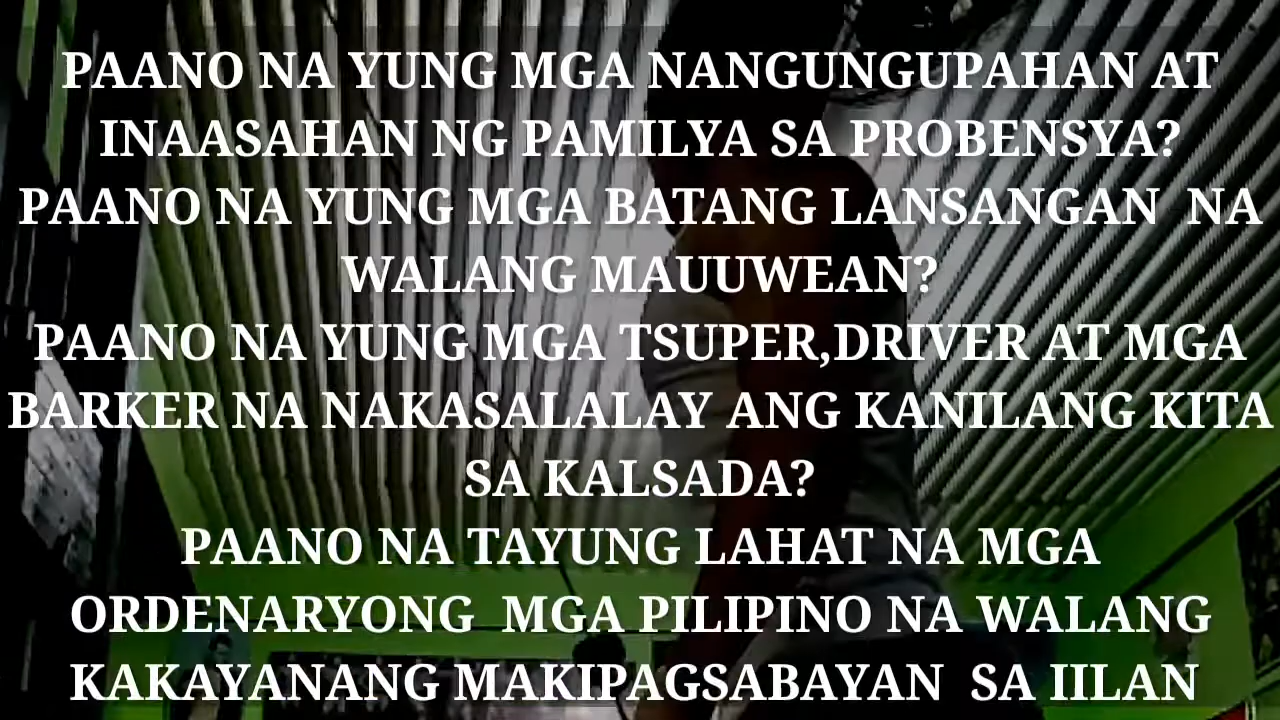 PAANO NA YUNG MGA NANGUNGUPAHAN AT
INAASAHAN NG PAMILYA SA PROBENSYA?
PAANO NA YUNG MGA BATANG LANSANGAN NA
WALANG MAUUWEAN?
PAANO NA YUNG MGA TSUPER,DRIVER AT MGA
BARKER NA NAKASALALAY ANG KANILANG KITA
SA KALSADA?
PAANO NA TAYUNG LAHAT NA MGA
ORDENARYONG MGA PILIPINO NA WALANG
KAKAYANANG MAKIPAGSABAYAN SA IILAN